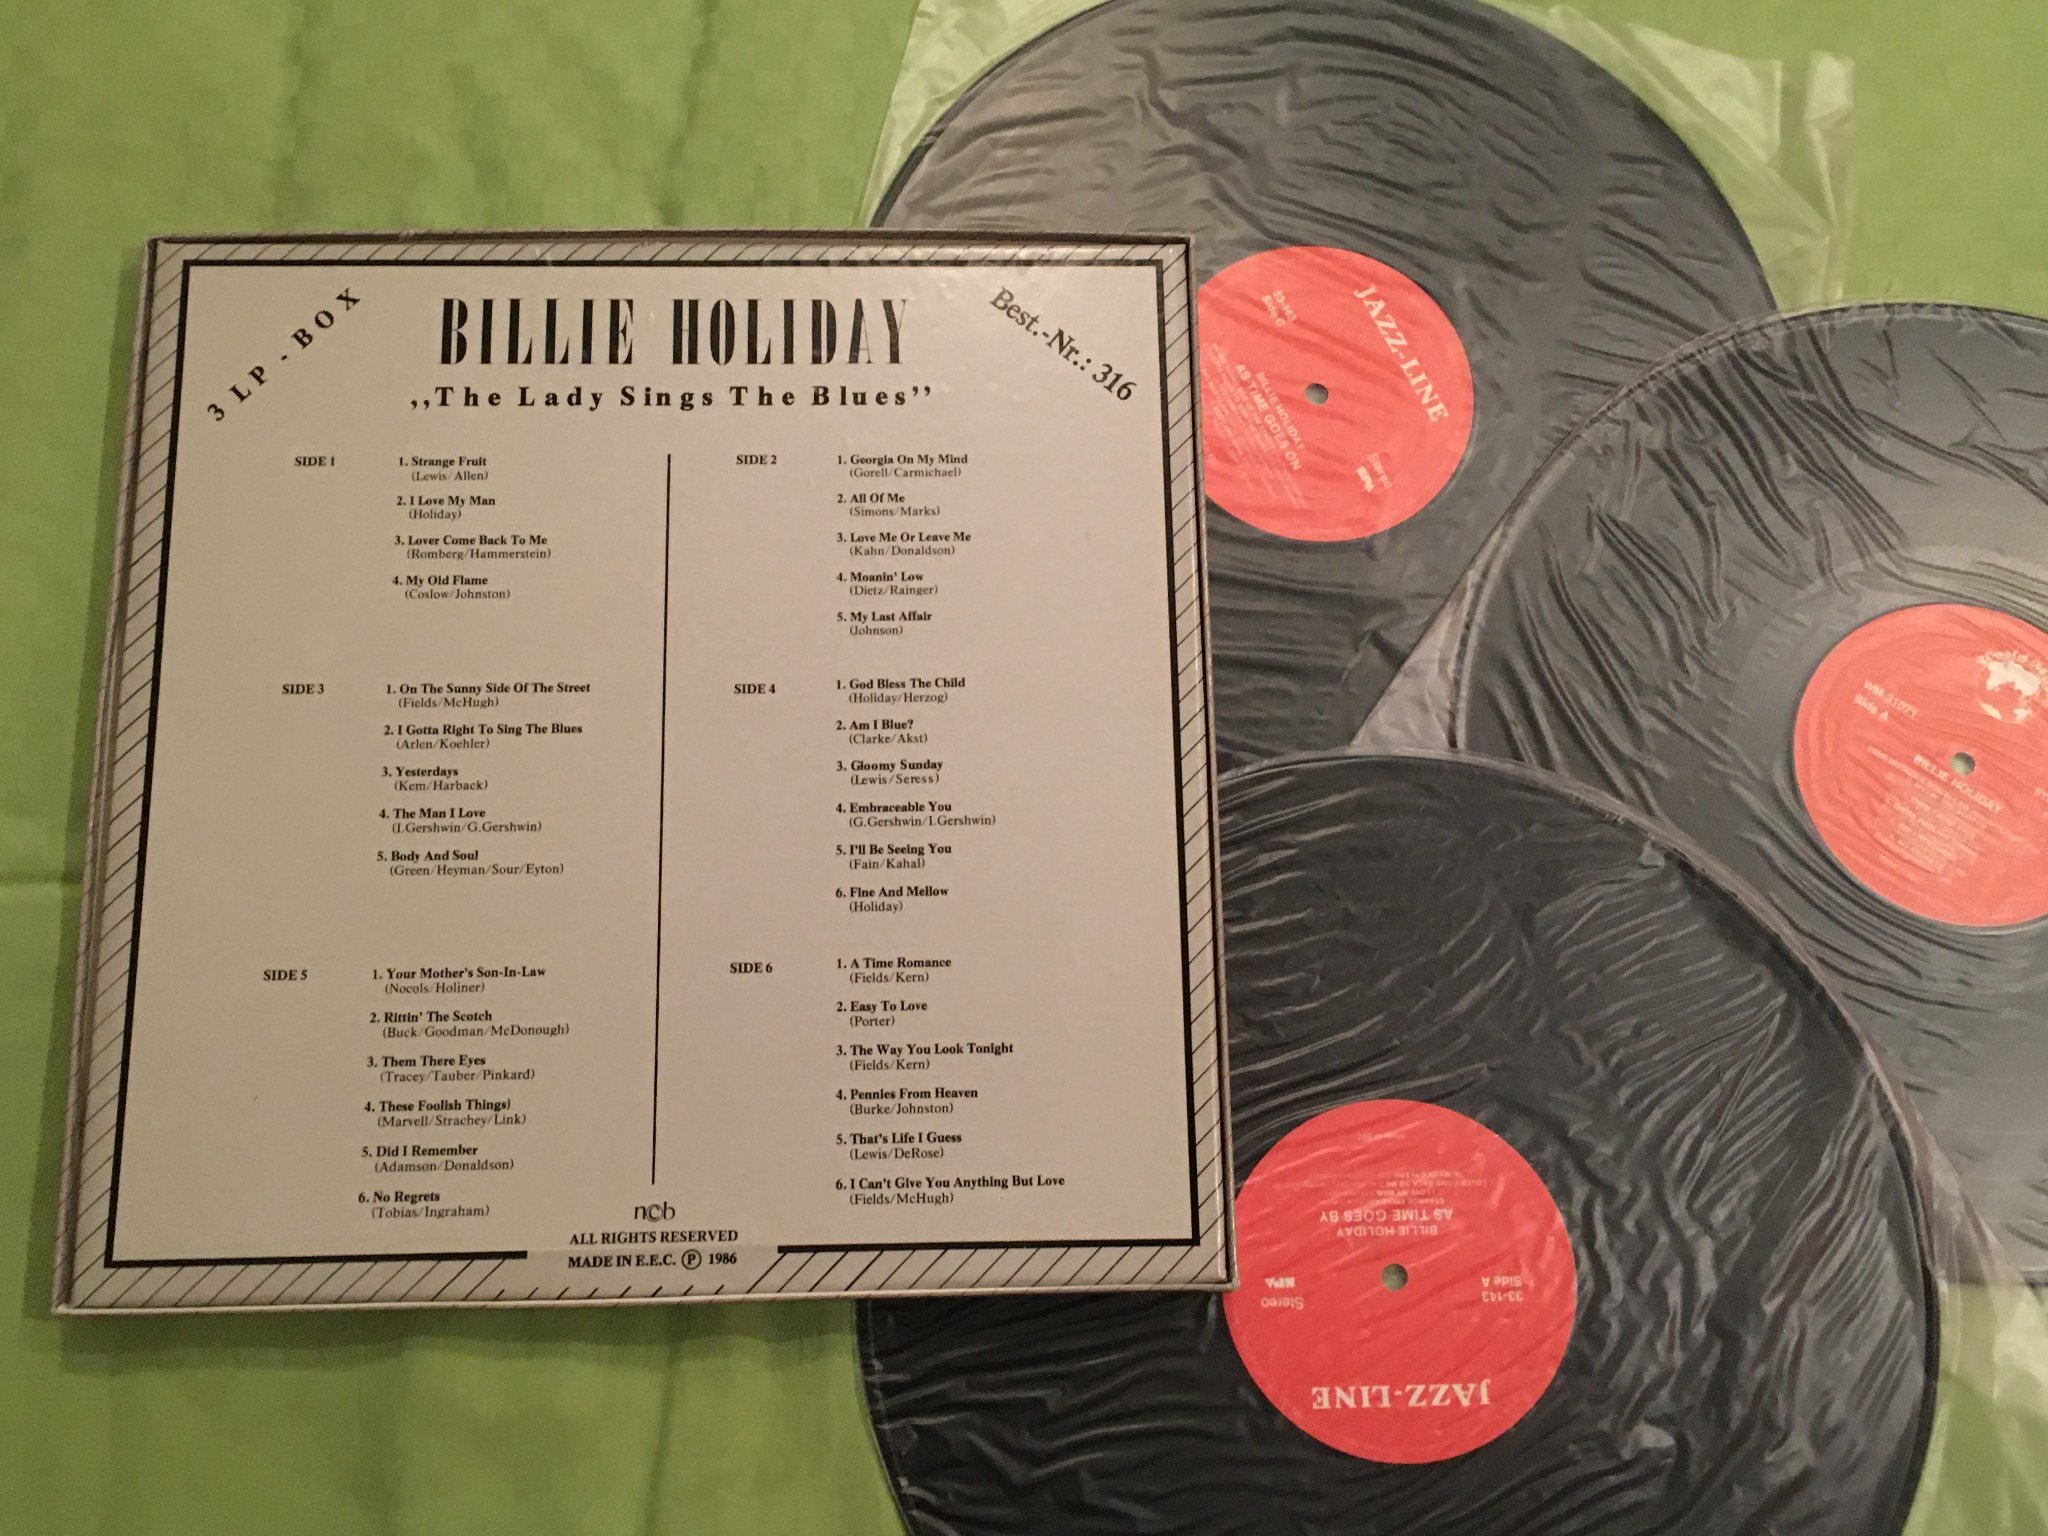 3 LP - BOX
BILLIE HOLIDAY
Best.-Nr.: 316
,,The Lady Sings The Blues”
SIDE 1
1. Strange Fruit
(Lewis/Allen)
2. I Love My Man
(Holiday)
3. Lover Come Back To Me
(Romberg/Hammerstein)
4. My Old Flame
(Coslow/Johnston)
SIDE 2
1. Georgia On My Mind
(Gorell/Carmichael)
2. All Of Me
(Simons/Marks)
3. Love Me Or Leave Me
(Kahn/Donaldson)
4. Moanin' Low
(Dietz/Rainger)
5. My Last Affair
(Johnson)
SIDE 3
1. On The Sunny Side Of The Street
(Fields/McHugh)
2. I Gotta Right To Sing The Blues
(Arlen/Koehler)
3. Yesterdays
(Kem/Harback)
4. The Man I Love
(I.Gershwin/G.Gershwin)
5. Body And Soul
(Green/Heyman/Sour/Eyton)
SIDE 4
1. God Bless The Child
(Holiday/Herzog)
2. Am I Blue?
(Clarke/Akst)
3. Gloomy Sunday
(Lewis/Seress)
4. Embraceable You
(G.Gershwin/I.Gershwin)
5. I'll Be Seeing You
(Fain/Kahal)
6. Fine And Mellow
(Holiday)
SIDE 5
1. Your Mother's Son-In-Law
(Nocols/Holiner)
2. Rittin' The Scotch
(Buck/Goodman/McDonough)
3. Them There Eyes
(Tracey/Tauber/Pinkard)
4. These Foolish Things)
(Marvell/Strachey/Link)
5. Did I Remember
(Adamson/Donaldson)
6. No Regrets
(Tobias/Ingraham)
SIDE 6
1. A Time Romance
(Fields/Kern)
2. Easy To Love
(Porter)
3. The Way You Look Tonight
(Fields/Kern)
4. Pennies From Heaven
(Burke/Johnston)
5. That's Life I Guess
(Lewis/DeRose)
6. I Can't Give You Anything But Love
(Fields/McHugh)
ncb
ALL RIGHTS RESERVED
MADE IN E.E.C. Ⓟ 1986
JAZZ-LINE
Side C
Stereo
BILLIE HOLIDAY
AS TIME GOES ON
Side A
BILLIE HOLIDAY
JAZZ-LINE
33-143
Side A
Stereo
BILLIE HOLIDAY
AS TIME GOES BY